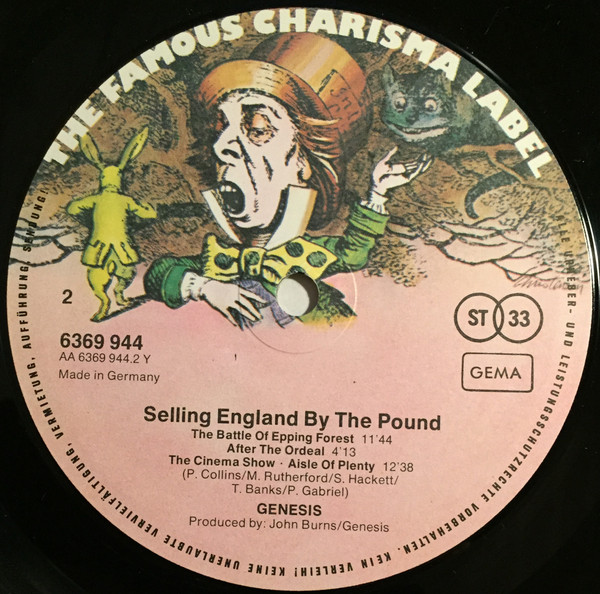 THE FAMOUS CHARISMA LABEL
2
6369 944
AA 6369 944.2 Y
Made in Germany
ST 33
GEMA
Selling England By The Pound
The Battle Of Epping Forest 11'44
After The Ordeal 4'13
The Cinema Show · Aisle Of Plenty 12'38
(P. Collins/M. Rutherford/S. Hackett/
T. Banks/P. Gabriel)
GENESIS
Produced by: John Burns/Genesis
ALLE URHEBER- UND LEISTUNGSSCHUTZRECHTE VORBEHALTEN. KEIN VERLEIH! KEINE UNERLAUBTE VERVIELFÄLTIGUNG, VERMIETUNG, AUFFÜHRUNG, SENDUNG!